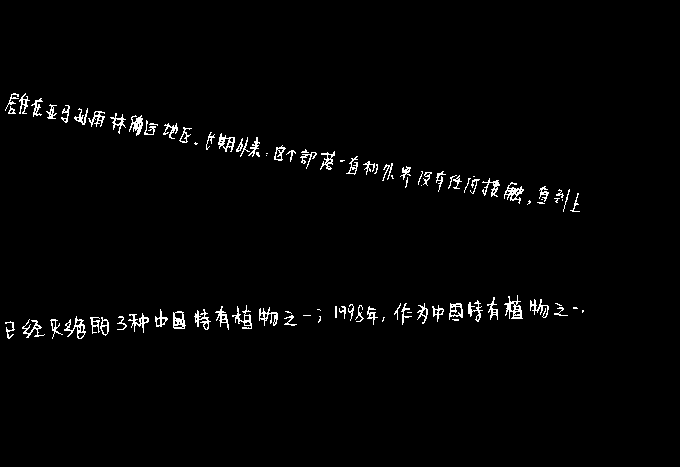 居住在亚马逊雨林偏远地区。长期以来,这个部落一直和外界没有任何接触,直到上
已经灭绝的3种中国特有植物之一;1998年,作为中国特有植物之一,